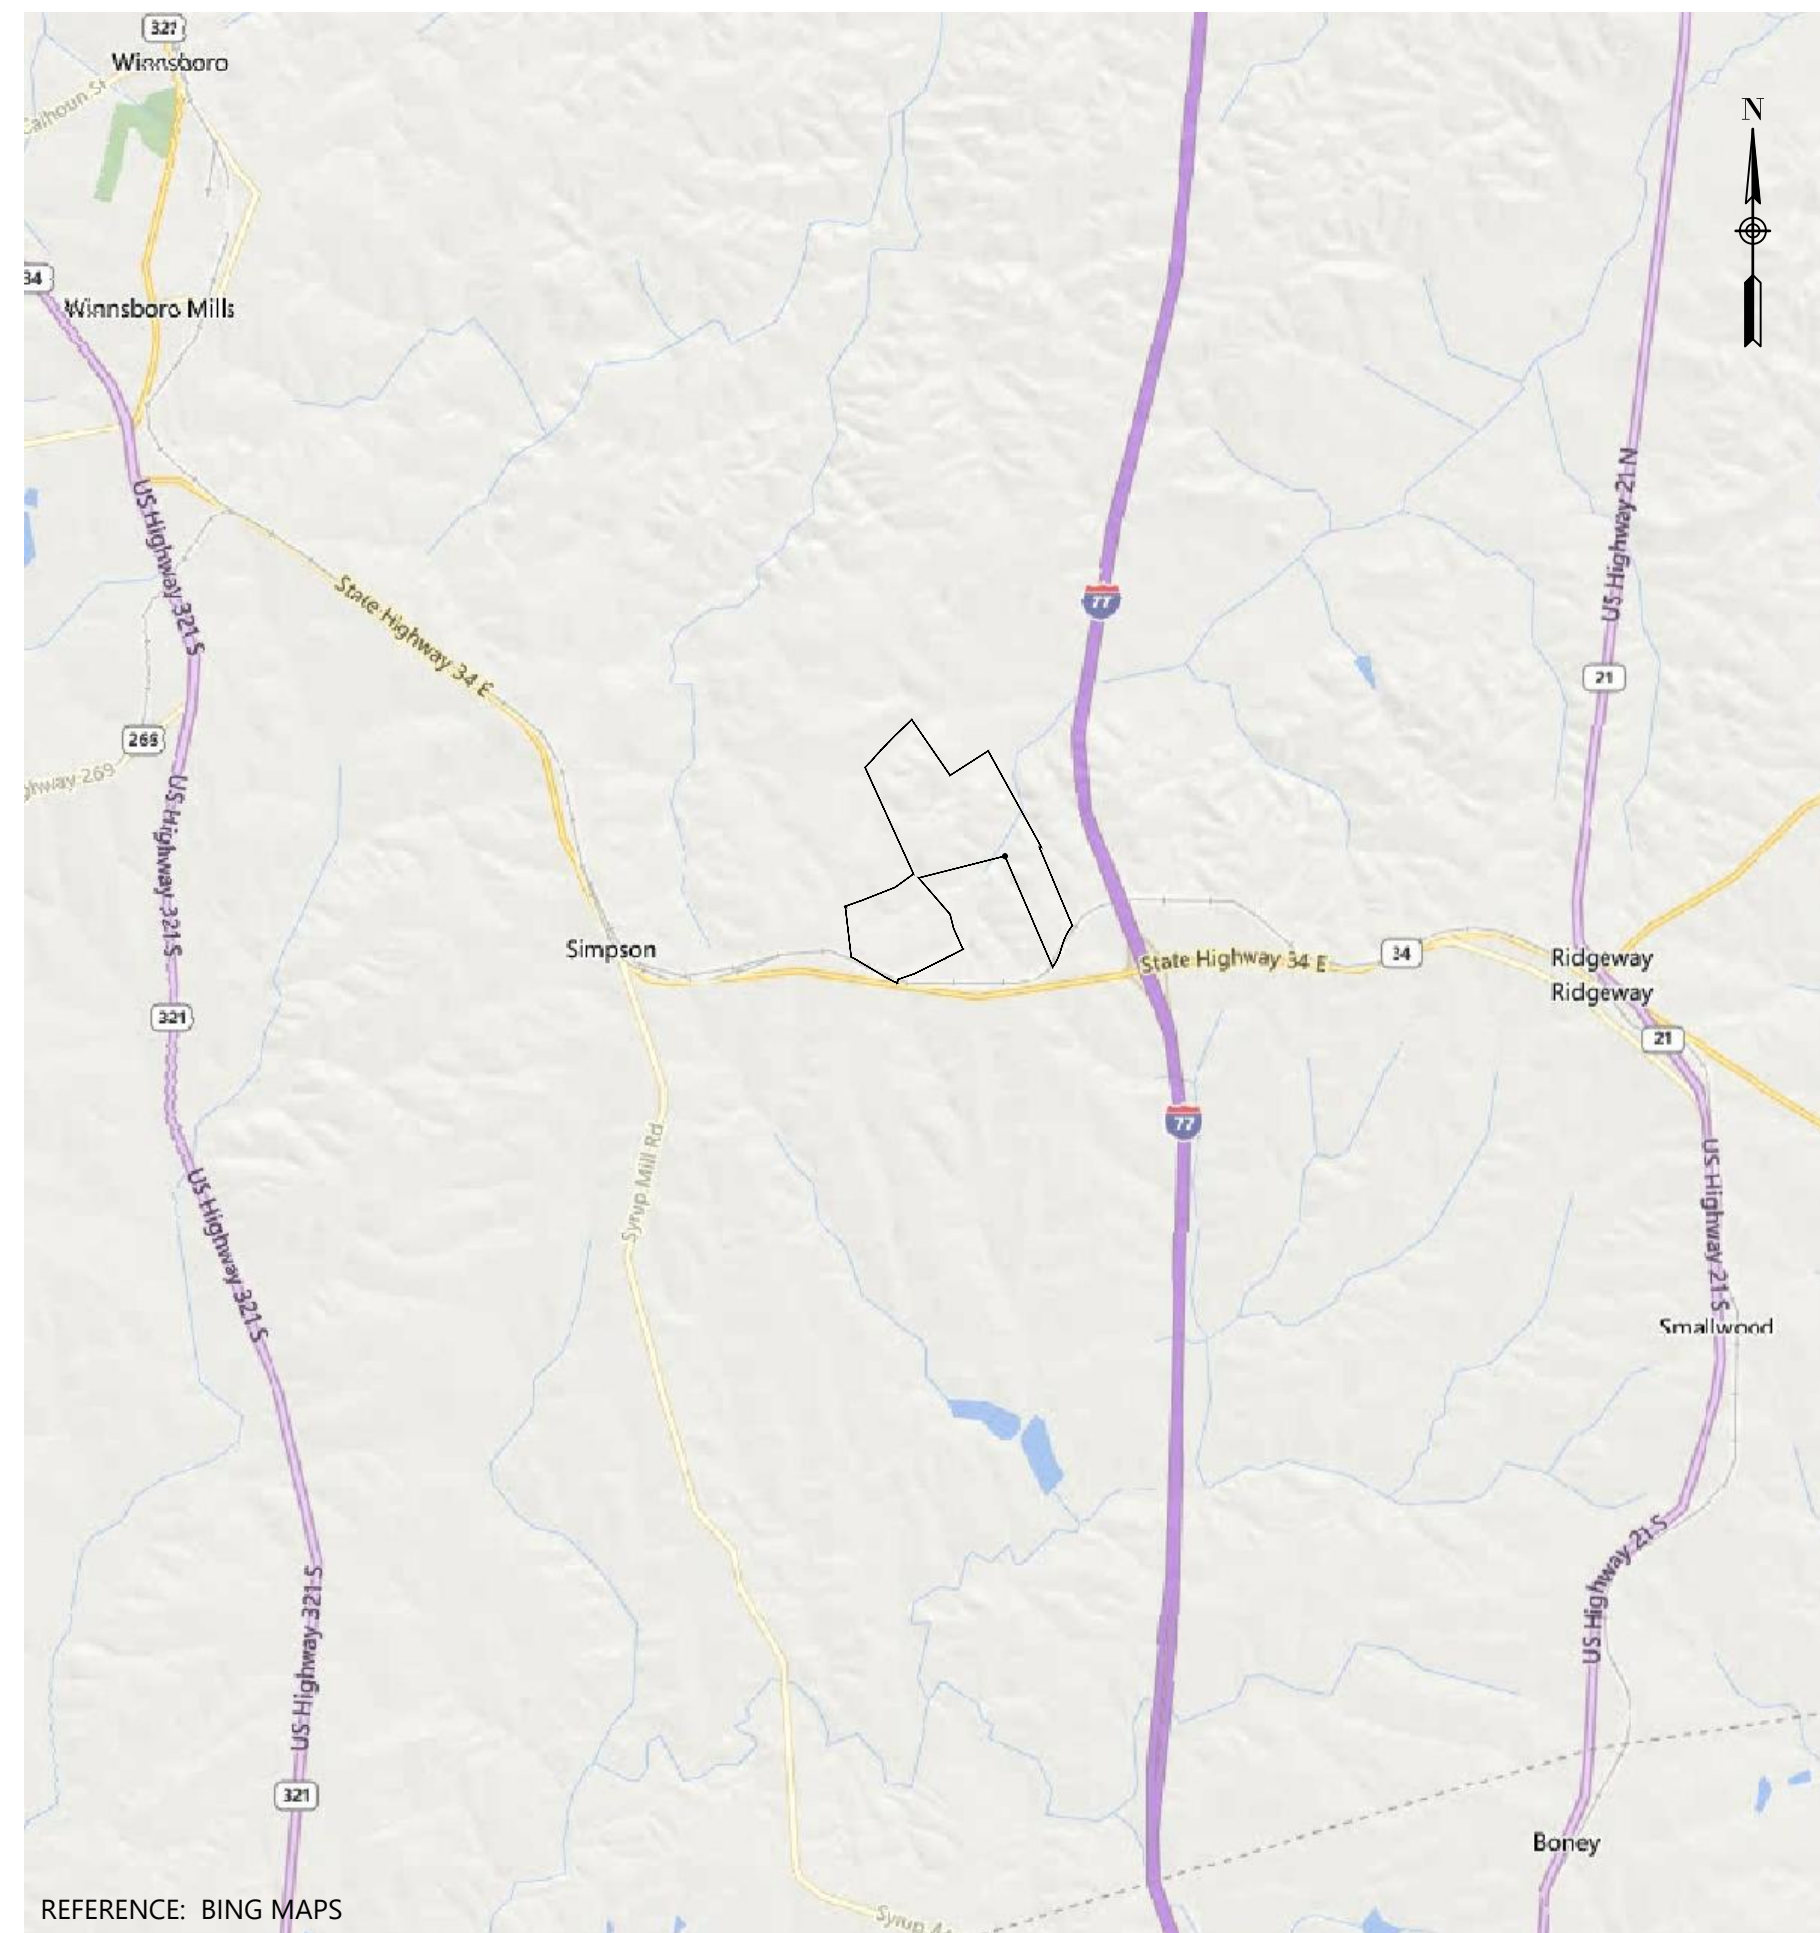 321
Winnsboro
Calhoun St
N
34
Winnsboro Mills
US Highway 21 N
US Highway 321 S
State Highway 34 E
77
21
269
Highway 269
US Highway 321 S
Simpson
State Highway 34 E
34
Ridgeway
Ridgeway
321
21
77
Syrup Mill Rd
US Highway 21 S
US Highway 321 S
Smallwood
US Highway 21 S
US Highway 321 S
321
Boney
REFERENCE: BING MAPS
Syrup